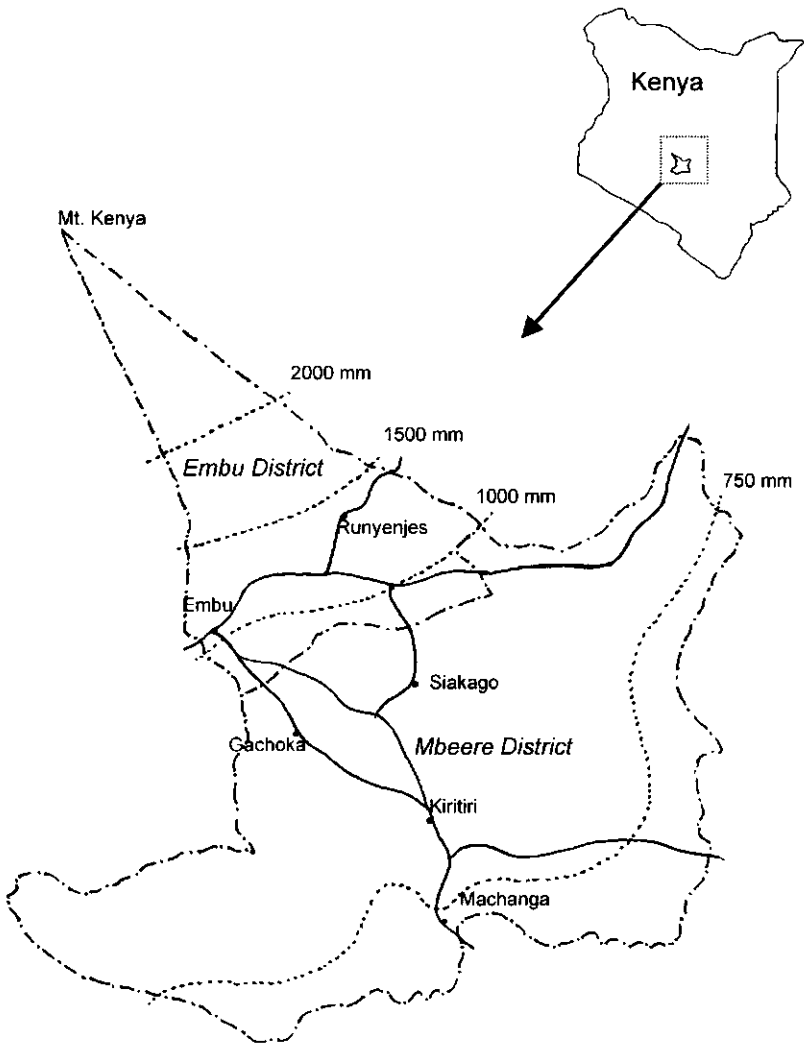 Kenya
Mt. Kenya
2000 mm
1500 mm
Embu District
1000 mm
750 mm
Runyenjes
Embu
Siakago
Gachoka
Mbeere District
Kiritiri
Machanga